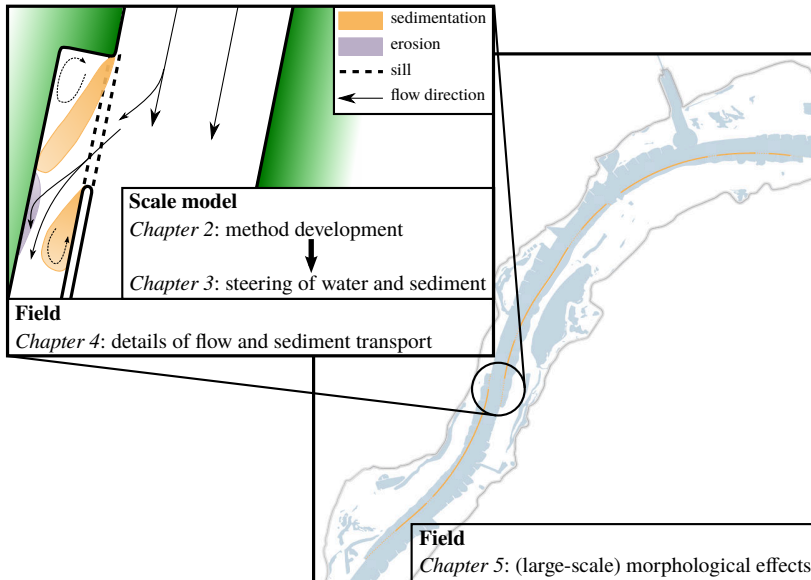 sedimentation
erosion
sill
flow direction
Scale model
Chapter 2: method development
Chapter 3: steering of water and sediment
Field
Chapter 4: details of flow and sediment transport
Field
Chapter 5: (large-scale) morphological effects